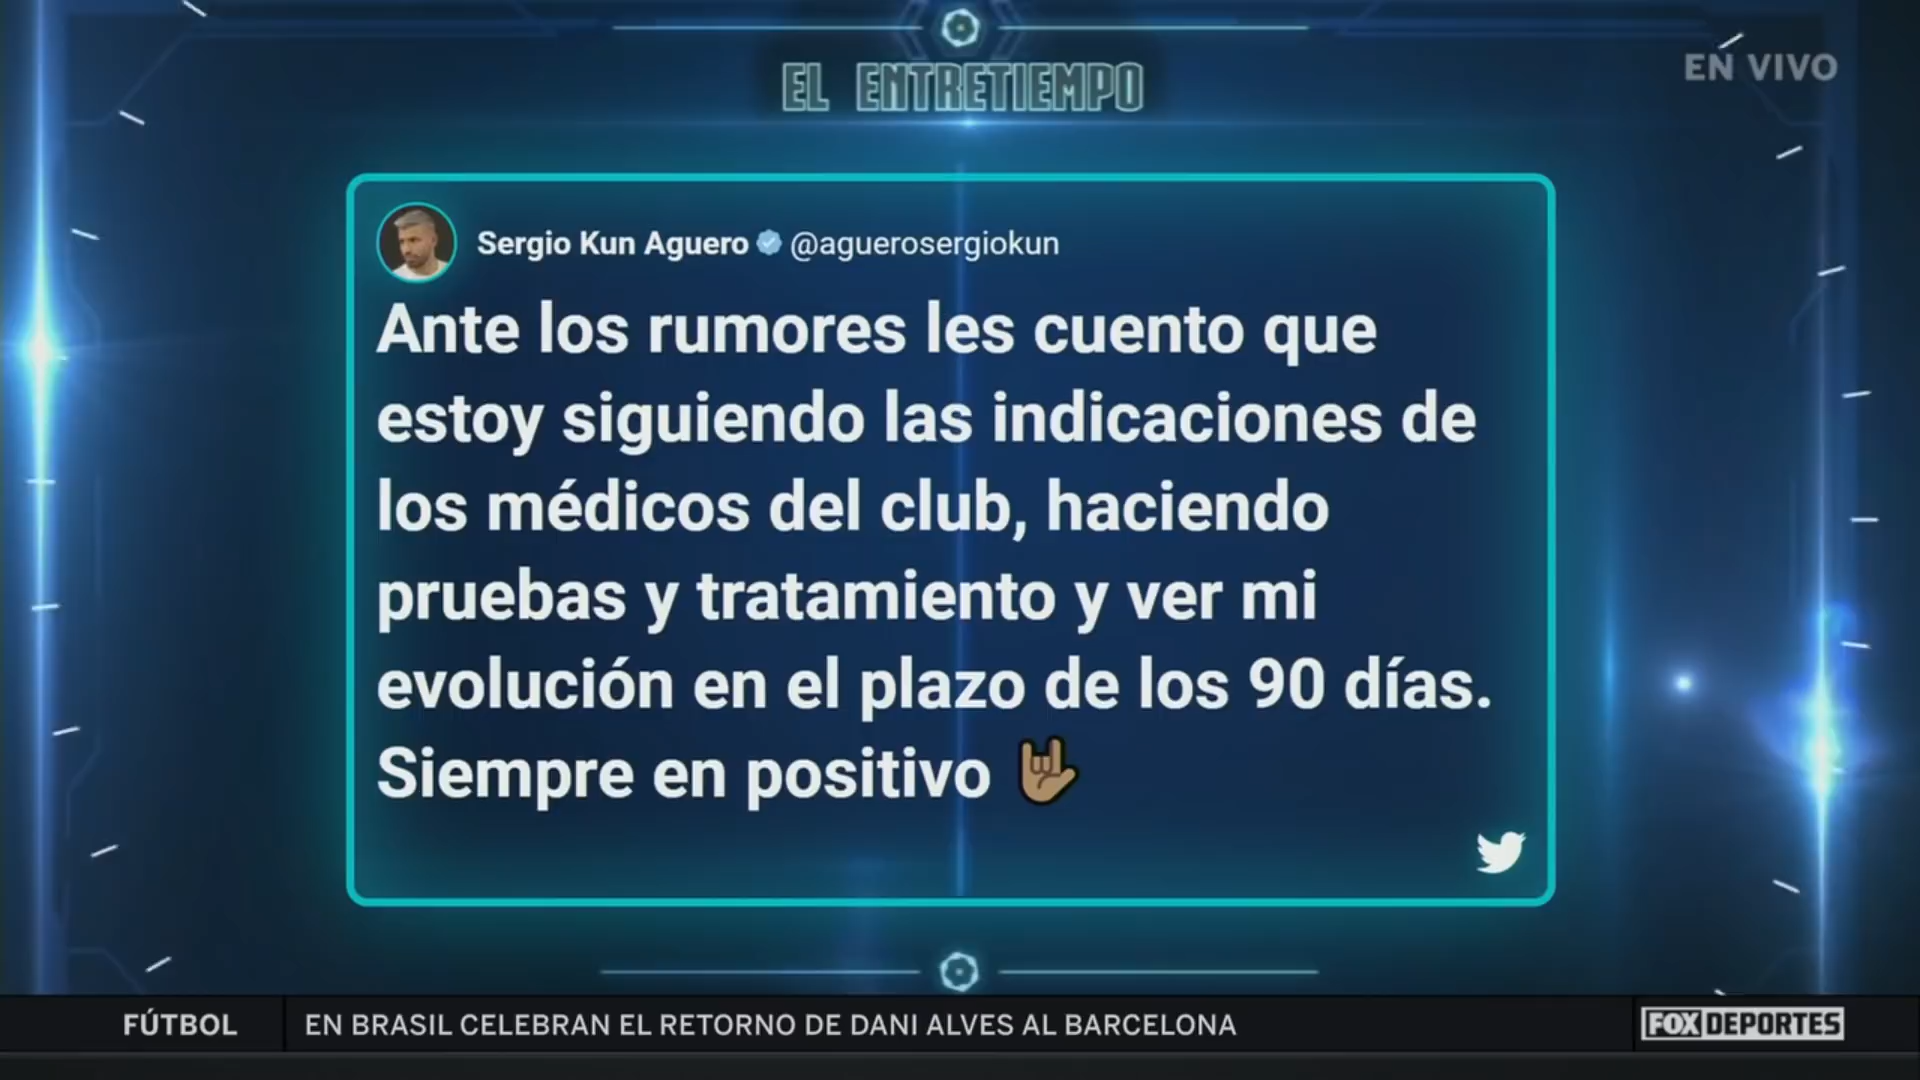 EL ENTRETIEMPO
EN VIVO
Sergio Kun Aguero @aguerosergiokun
Ante los rumores les cuento que
estoy siguiendo las indicaciones de
los médicos del club, haciendo
pruebas y tratamiento y ver mi
evolución en el plazo de los 90 días.
Siempre en positivo 🤟🏽
FÚTBOL
EN BRASIL CELEBRAN EL RETORNO DE DANI ALVES AL BARCELONA
FOX DEPORTES